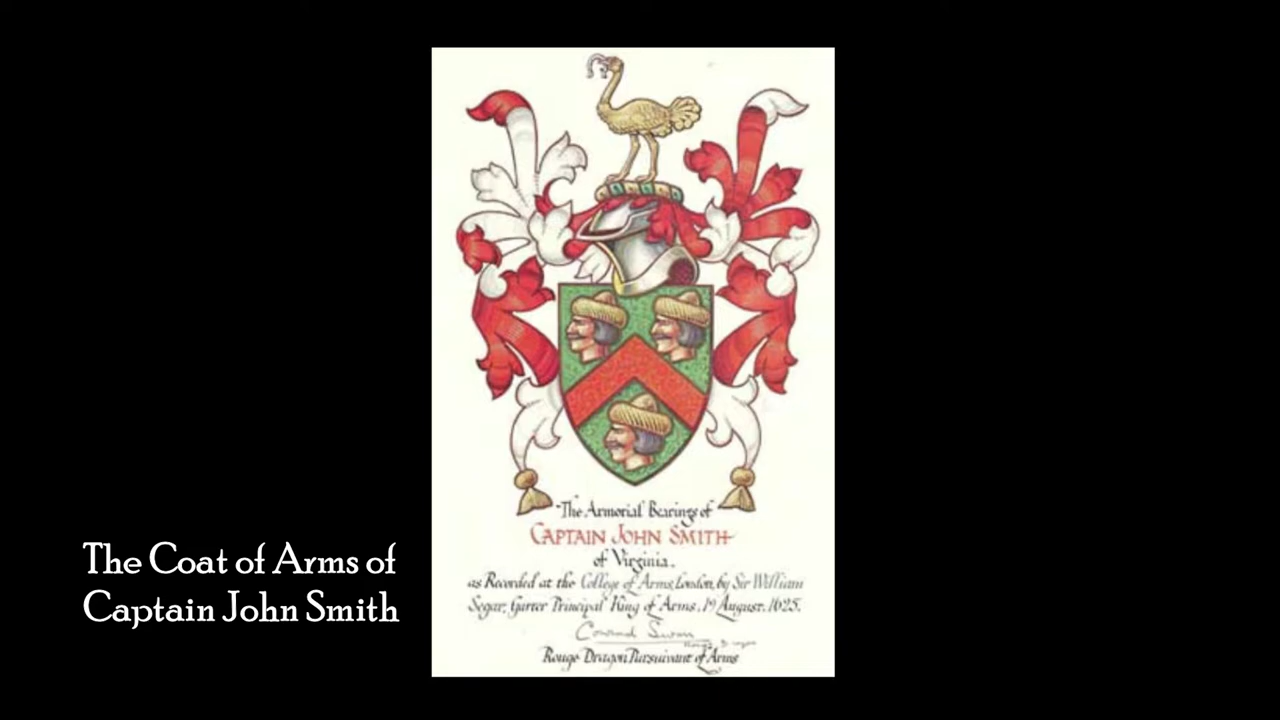 The Armorial Bearings of
CAPTAIN JOHN SMITH
of Virginia.
as Recorded at the College of Arms, London, by Sir William
Segar, Garter Principal King of Arms, 19 August, 1625.
Conrad Swan
Rouge Dragon Pursuivant of Arms
The Coat of Arms of
Captain John Smith